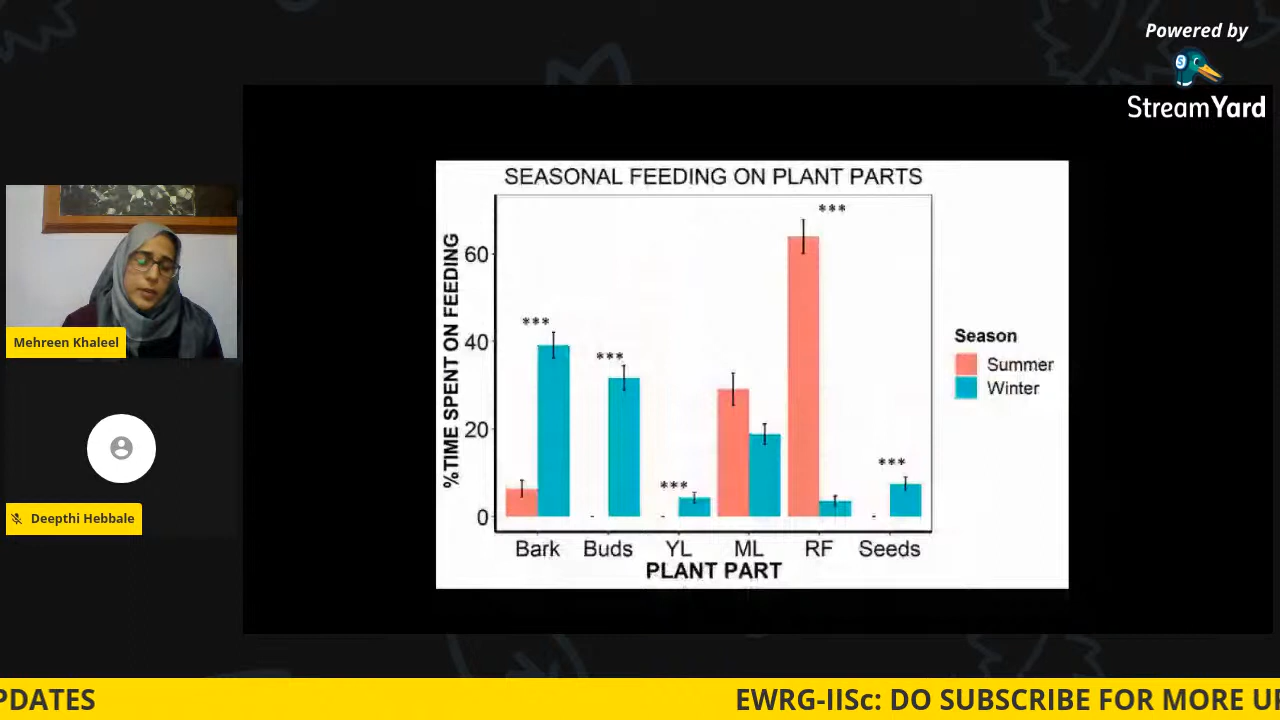 Powered by
StreamYard
SEASONAL FEEDING ON PLANT PARTS
***
***
***
***
***
%TIME SPENT ON FEEDING
60
40
20
0
Bark Buds YL ML RF Seeds
PLANT PART
Season
Summer
Winter
Mehreen Khaleel
Deepthi Hebbale
PDATES EWRG-IISc: DO SUBSCRIBE FOR MORE U